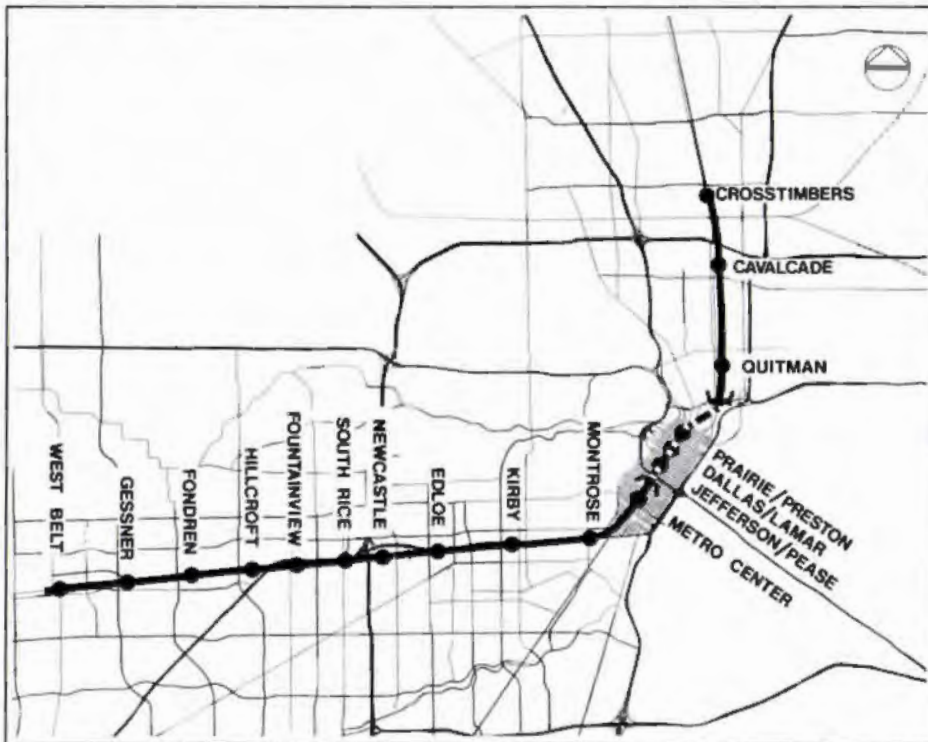 CROSSTIMBERS
CAVALCADE
QUITMAN
WEST BELT
GESSNER
FONDREN
HILLCROFT
FOUNTAINVIEW
SOUTH RICE
NEWCASTLE
EDLOE
KIRBY
MONTROSE
PRAIRIE/PRESTON
DALLAS/LAMAR
JEFFERSON/PEASE
METRO CENTER